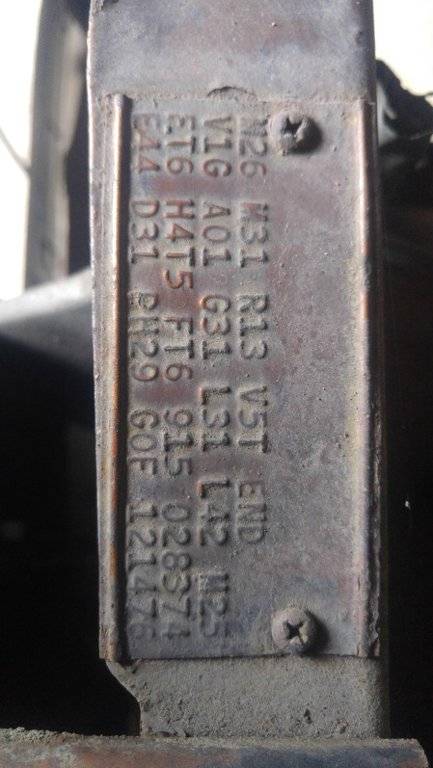 M26 M31 R13 V5T END
V1G A01 G31 L31 L42 M25
ET6 H4T5 FT6 915 028374
E44 D31 RH29 G0E 121476